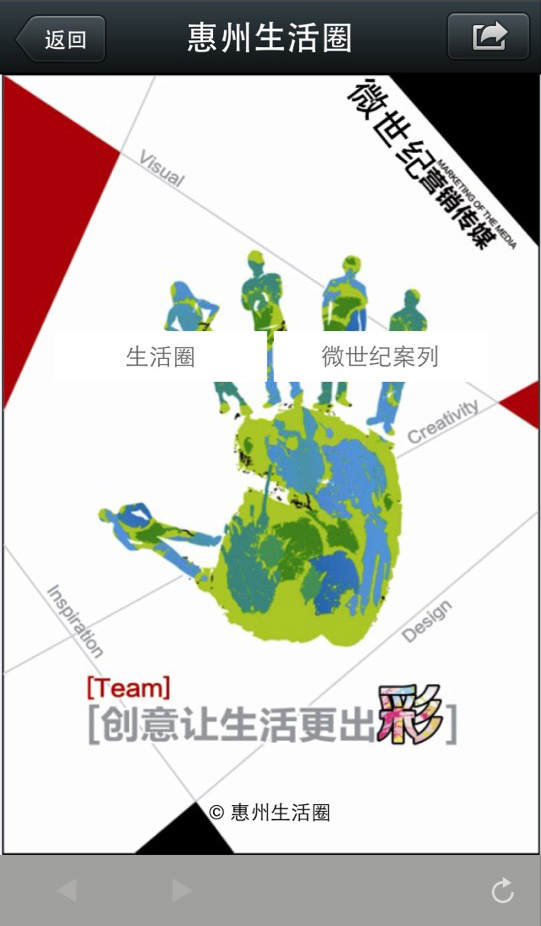 返回
惠州生活圈
微世纪营销传媒
MARKETING OF THE MEDIA
Visual
生活圈
微世纪案列
Creativity
Inspiration
Design
[Team]
[创意让生活更出彩]
© 惠州生活圈